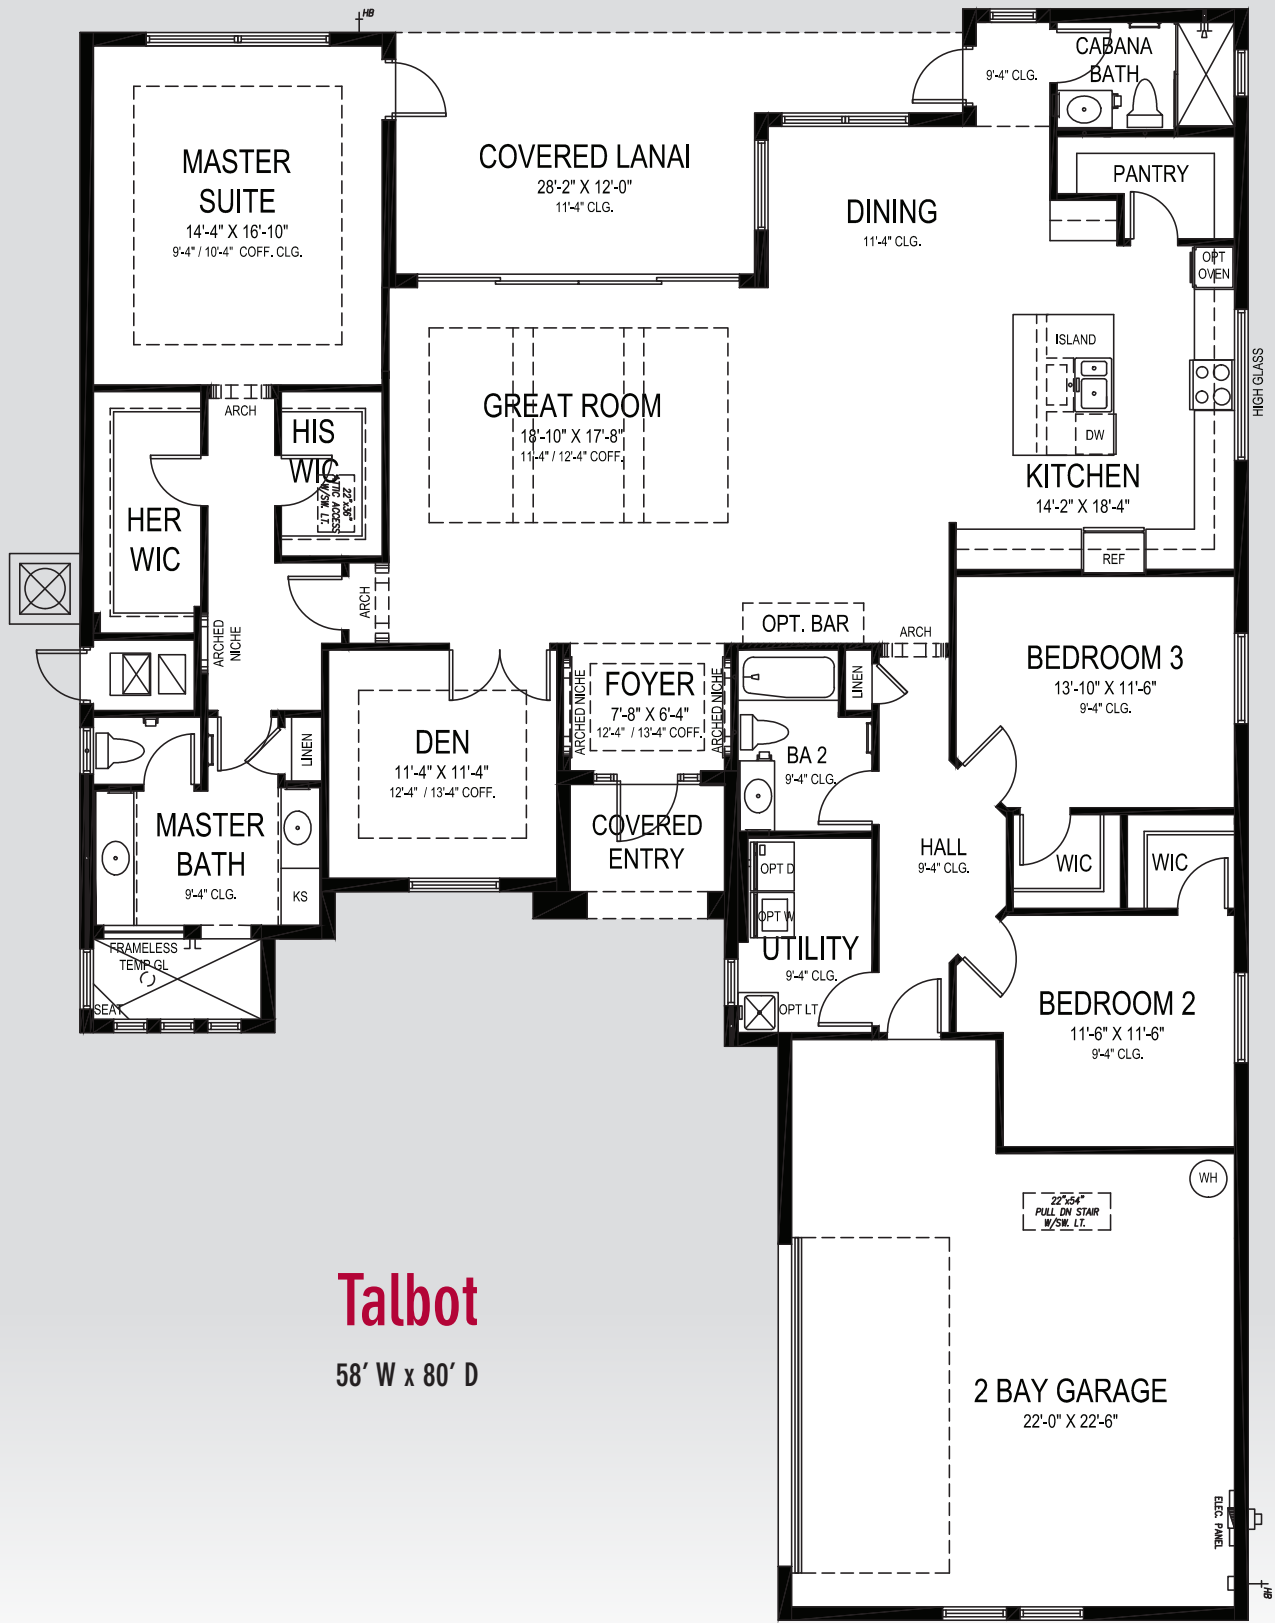 HB
CABANA
BATH
9'-4" CLG.
MASTER
SUITE
14'-4" X 16'-10"
9'-4" / 10'-4" COFF. CLG.
COVERED LANAI
28'-2" X 12'-0"
11'-4" CLG.
DINING
11'-4" CLG.
PANTRY
OPT
OVEN
ISLAND
DW
HIGH GLASS
KITCHEN
14'-2" X 18'-4"
REF
GREAT ROOM
18'-10" X 17'-8"
11'-4" / 12'-4" COFF.
ARCH
HIS
WIC
22"x36"
ATTIC ACCESS
W/SW. LT.
HER
WIC
ARCH
ARCHED
NICHE
OPT. BAR
ARCH
LINEN
BEDROOM 3
13'-10" X 11'-6"
9'-4" CLG.
FOYER
7'-8" X 6'-4"
12'-4" / 13'-4" COFF.
ARCHED NICHE
ARCHED NICHE
DEN
11'-4" X 11'-4"
12'-4" / 13'-4" COFF.
LINEN
BA 2
9'-4" CLG.
COVERED
ENTRY
MASTER
BATH
9'-4" CLG.
KS
HALL
9'-4" CLG.
WIC
WIC
OPT D
OPT W
UTILITY
9'-4" CLG.
OPT LT
FRAMELESS
TEMP GL
SEAT
BEDROOM 2
11'-6" X 11'-6"
9'-4" CLG.
WH
22"x54"
PULL DN STAIR
W/SW. LT.
Talbot
58' W x 80' D
2 BAY GARAGE
22'-0" X 22'-6"
ELEC. PANEL
HB